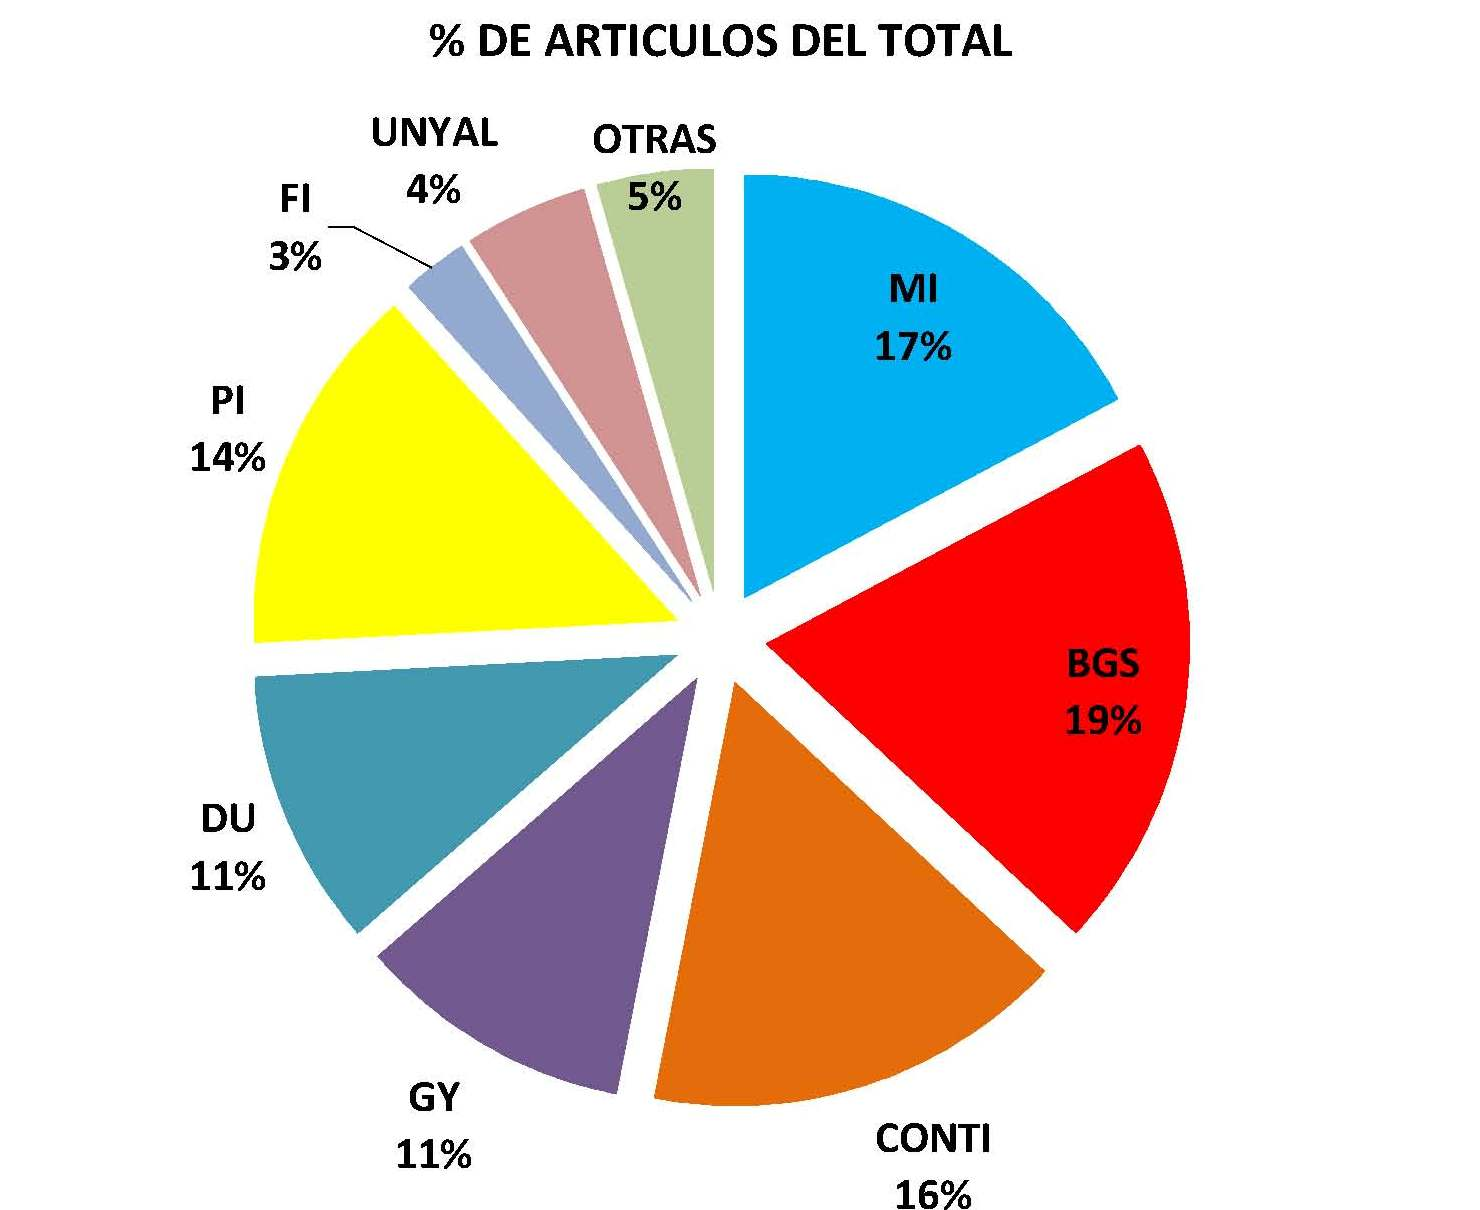 % DE ARTICULOS DEL TOTAL
UNYAL
4%
OTRAS
5%
FI
3%
MI
17%
PI
14%
BGS
19%
DU
11%
GY
11%
CONTI
16%